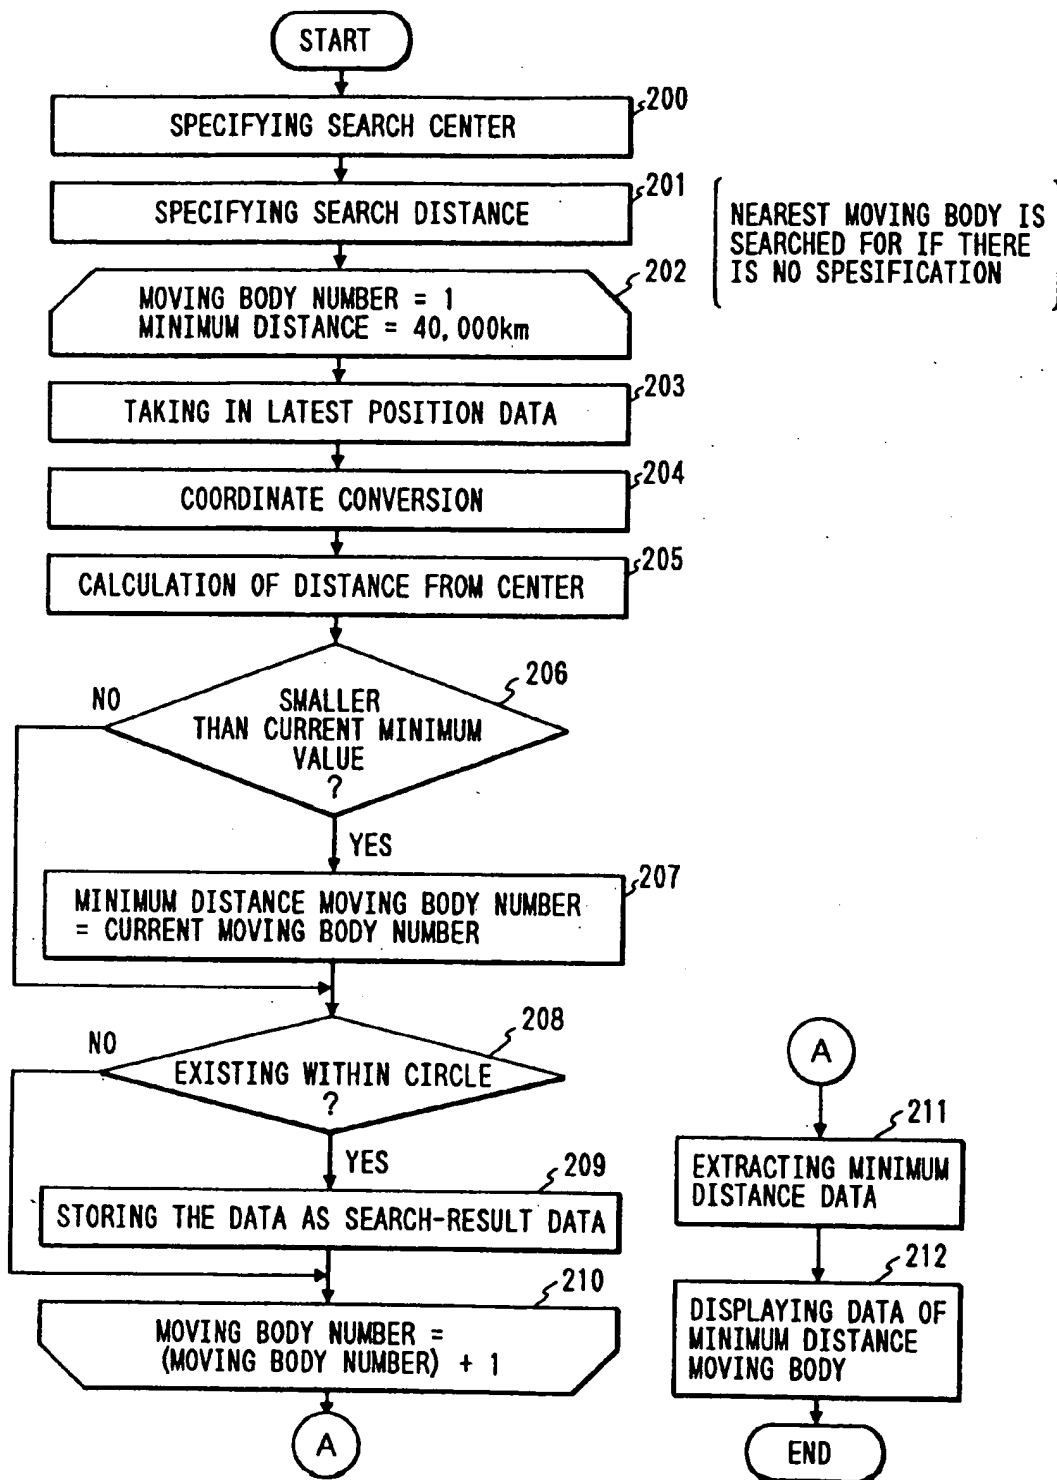 START
200
SPECIFYING SEARCH CENTER
201
SPECIFYING SEARCH DISTANCE
NEAREST MOVING BODY IS
SEARCHED FOR IF THERE
IS NO SPESIFICATION
202
MOVING BODY NUMBER = 1
MINIMUM DISTANCE = 40,000km
203
TAKING IN LATEST POSITION DATA
204
COORDINATE CONVERSION
205
CALCULATION OF DISTANCE FROM CENTER
206
NO
SMALLER
THAN CURRENT MINIMUM
VALUE
?
YES
207
MINIMUM DISTANCE MOVING BODY NUMBER
= CURRENT MOVING BODY NUMBER
208
NO
EXISTING WITHIN CIRCLE
?
YES
209
STORING THE DATA AS SEARCH-RESULT DATA
210
MOVING BODY NUMBER =
(MOVING BODY NUMBER) + 1
A
A
211
EXTRACTING MINIMUM
DISTANCE DATA
212
DISPLAYING DATA OF
MINIMUM DISTANCE
MOVING BODY
END